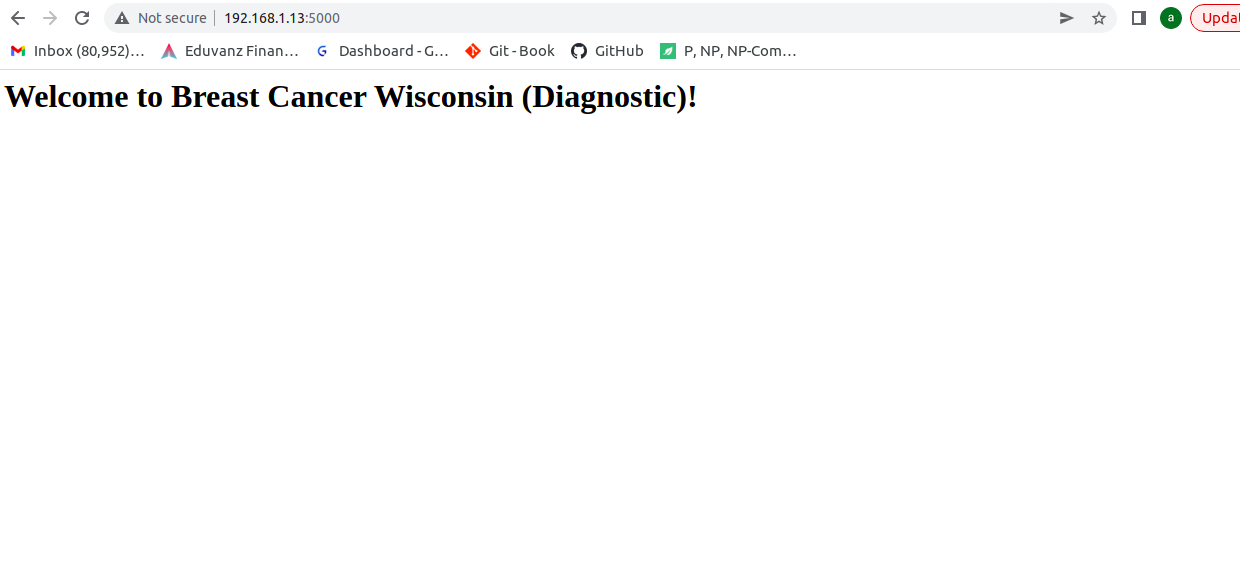 Not secure 192.168.1.13:5000
a
Updat
Inbox (80,952)… Eduvanz Finan… Dashboard - G… Git - Book GitHub P, NP, NP-Com…
Welcome to Breast Cancer Wisconsin (Diagnostic)!